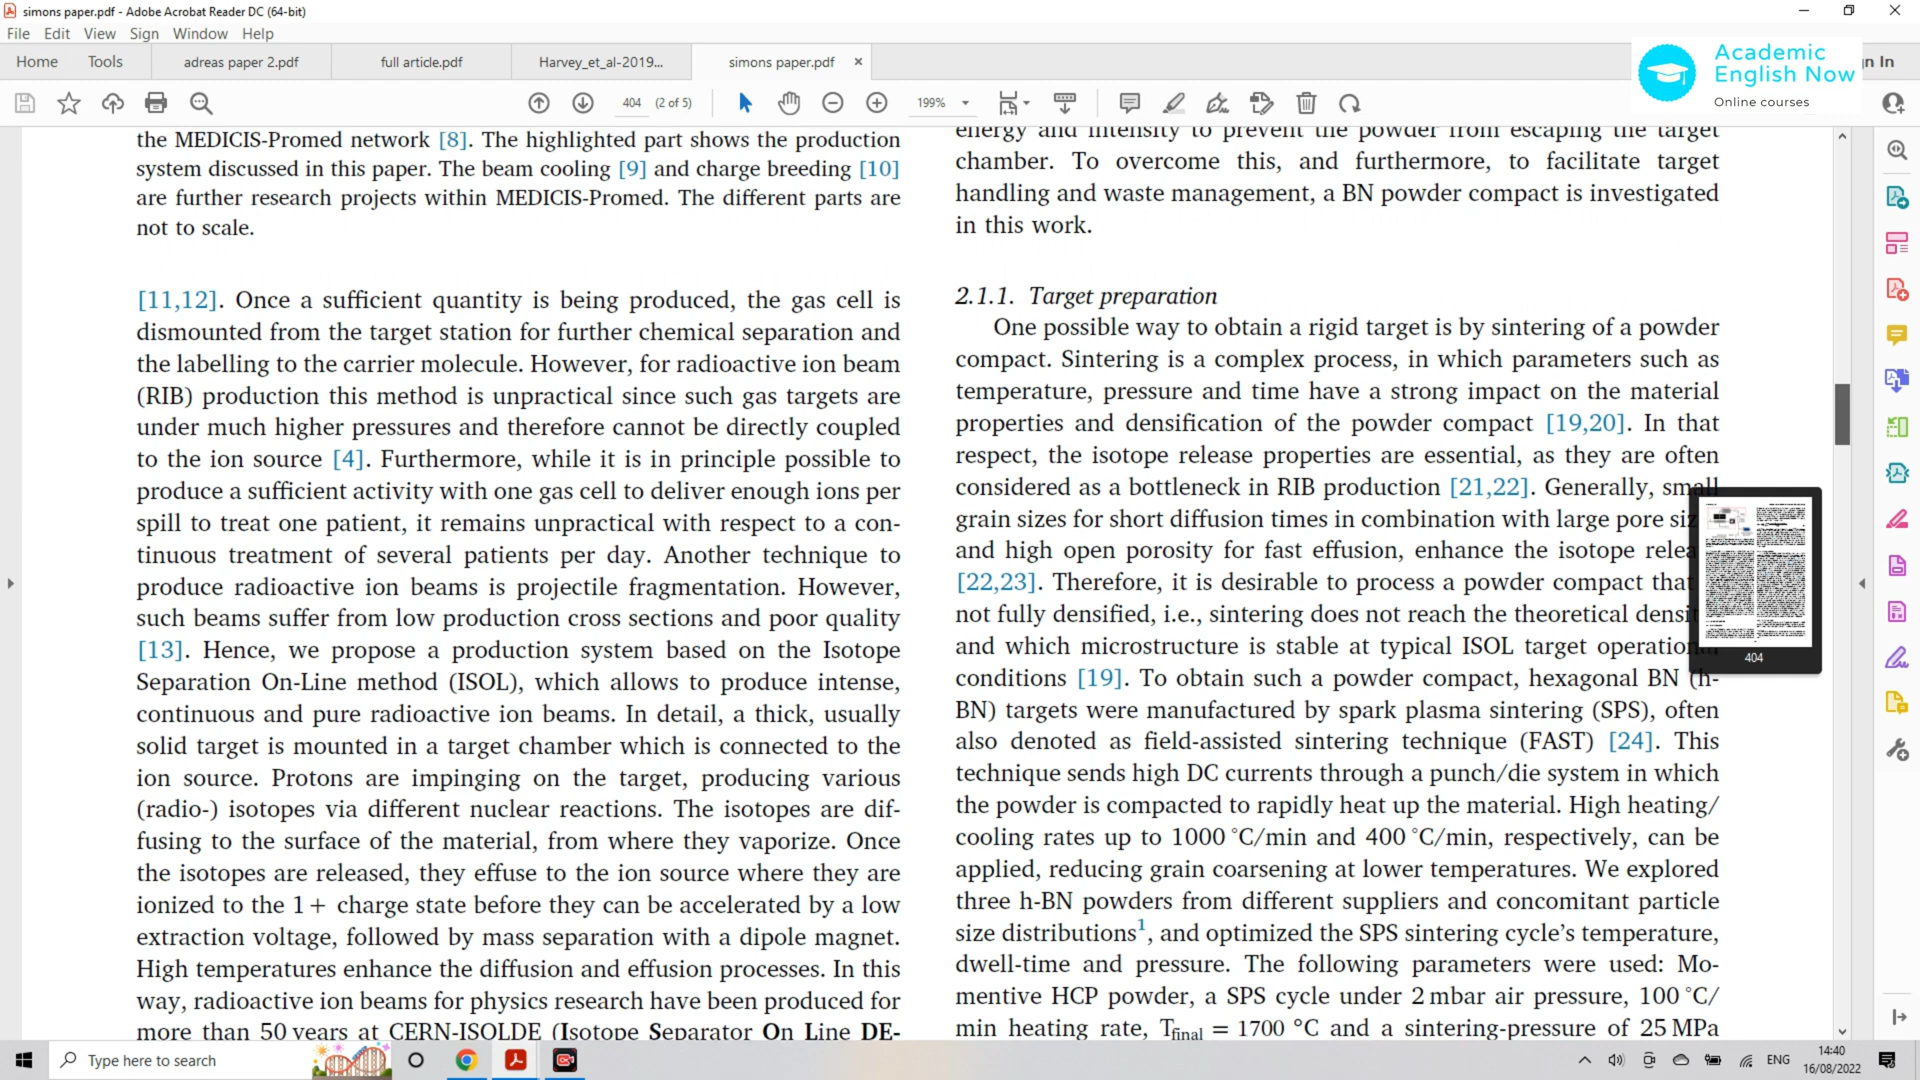 simons paper.pdf - Adobe Acrobat Reader DC (64-bit)
File Edit View Sign Window Help
Home Tools adreas paper 2.pdf full article.pdf Harvey_et_al-2019... simons paper.pdf ×
Academic
English Now
Online courses
n In
404 (2 of 5) 199%
the MEDICIS-Promed network [8]. The highlighted part shows the production
system discussed in this paper. The beam cooling [9] and charge breeding [10]
are further research projects within MEDICIS-Promed. The different parts are
not to scale.
[11,12]. Once a sufficient quantity is being produced, the gas cell is
dismounted from the target station for further chemical separation and
the labelling to the carrier molecule. However, for radioactive ion beam
(RIB) production this method is unpractical since such gas targets are
under much higher pressures and therefore cannot be directly coupled
to the ion source [4]. Furthermore, while it is in principle possible to
produce a sufficient activity with one gas cell to deliver enough ions per
spill to treat one patient, it remains unpractical with respect to a con-
tinuous treatment of several patients per day. Another technique to
produce radioactive ion beams is projectile fragmentation. However,
such beams suffer from low production cross sections and poor quality
[13]. Hence, we propose a production system based on the Isotope
Separation On-Line method (ISOL), which allows to produce intense,
continuous and pure radioactive ion beams. In detail, a thick, usually
solid target is mounted in a target chamber which is connected to the
ion source. Protons are impinging on the target, producing various
(radio-) isotopes via different nuclear reactions. The isotopes are dif-
fusing to the surface of the material, from where they vaporize. Once
the isotopes are released, they effuse to the ion source where they are
ionized to the 1+ charge state before they can be accelerated by a low
extraction voltage, followed by mass separation with a dipole magnet.
High temperatures enhance the diffusion and effusion processes. In this
way, radioactive ion beams for physics research have been produced for
more than 50 years at CERN-ISOLDE (Isotope Separator On Line DE-
energy and intensity to prevent the powder from escaping the target
chamber. To overcome this, and furthermore, to facilitate target
handling and waste management, a BN powder compact is investigated
in this work.
2.1.1. Target preparation
One possible way to obtain a rigid target is by sintering of a powder
compact. Sintering is a complex process, in which parameters such as
temperature, pressure and time have a strong impact on the material
properties and densification of the powder compact [19,20]. In that
respect, the isotope release properties are essential, as they are often
considered as a bottleneck in RIB production [21,22]. Generally, small
grain sizes for short diffusion times in combination with large pore si
and high open porosity for fast effusion, enhance the isotope relea
[22,23]. Therefore, it is desirable to process a powder compact that
not fully densified, i.e., sintering does not reach the theoretical densi
and which microstructure is stable at typical ISOL target operation
conditions [19]. To obtain such a powder compact, hexagonal BN (h-
BN) targets were manufactured by spark plasma sintering (SPS), often
also denoted as field-assisted sintering technique (FAST) [24]. This
technique sends high DC currents through a punch/die system in which
the powder is compacted to rapidly heat up the material. High heating/
cooling rates up to 1000 °C/min and 400 °C/min, respectively, can be
applied, reducing grain coarsening at lower temperatures. We explored
three h-BN powders from different suppliers and concomitant particle
size distributions¹, and optimized the SPS sintering cycle's temperature,
dwell-time and pressure. The following parameters were used: Mo-
mentive HCP powder, a SPS cycle under 2 mbar air pressure, 100 °C/
min heating rate, Tfinal = 1700 °C and a sintering-pressure of 25 MPa
404
Type here to search
ENG
14:40
16/08/2022